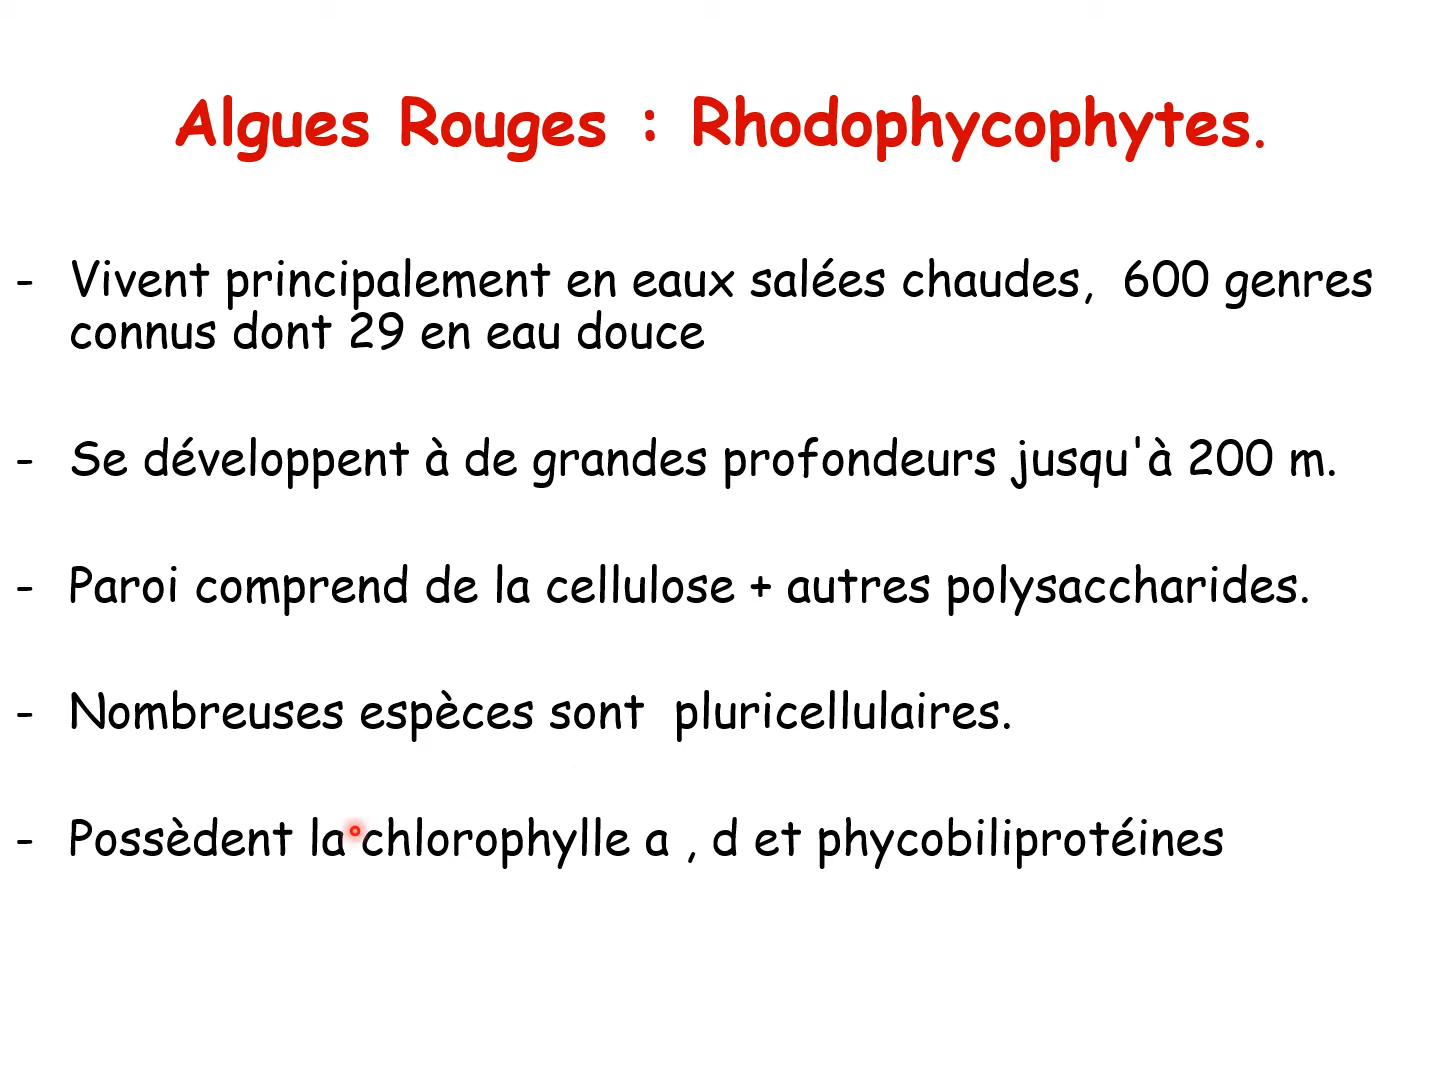 Algues Rouges : Rhodophycophytes.
- Vivent principalement en eaux salées chaudes, 600 genres
connus dont 29 en eau douce
- Se développent à de grandes profondeurs jusqu'à 200 m.
- Paroi comprend de la cellulose + autres polysaccharides.
- Nombreuses espèces sont pluricellulaires.
- Possèdent la chlorophylle a , d et phycobiliprotéines